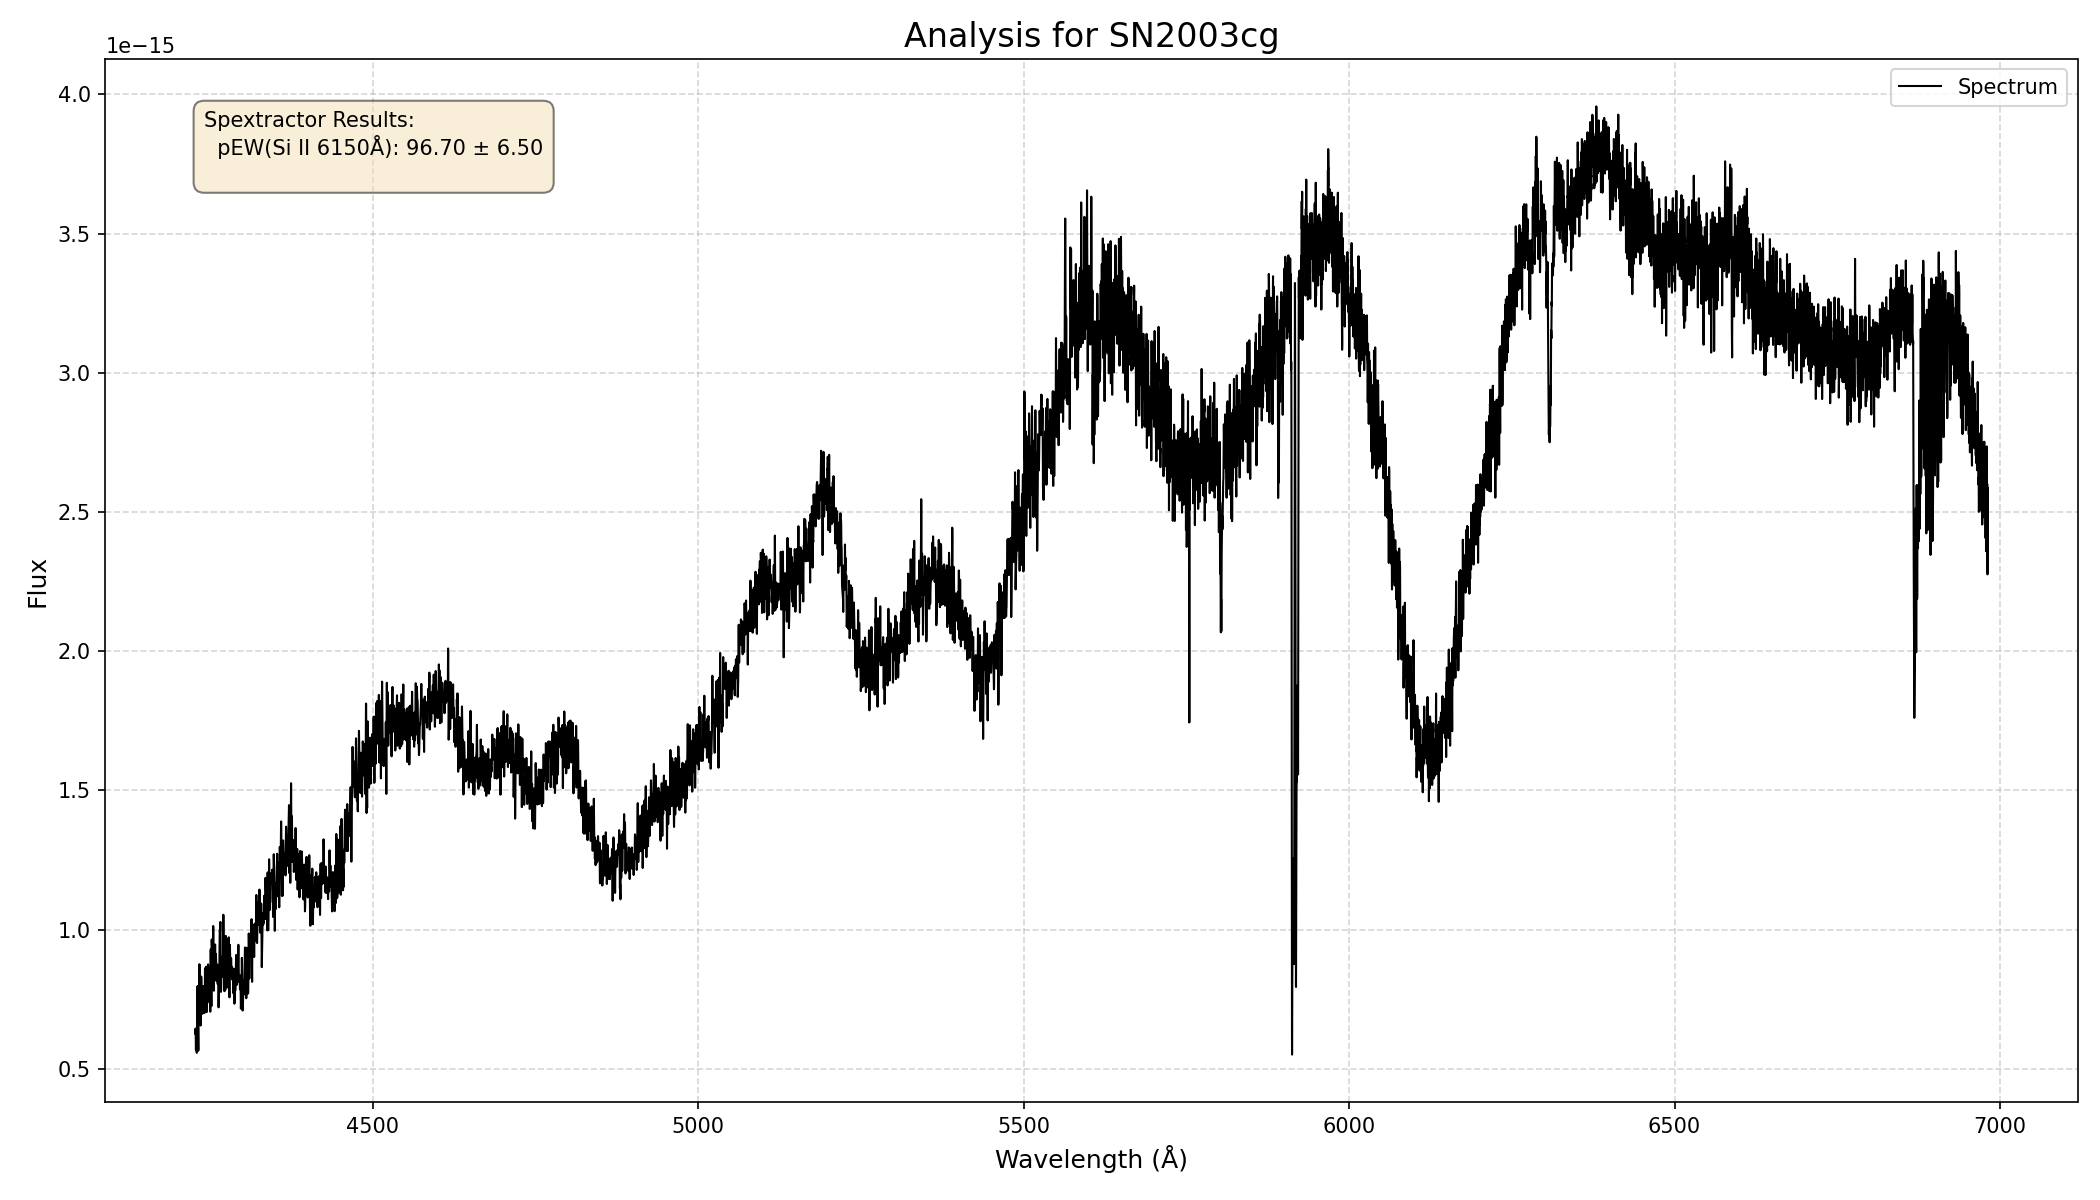 Analysis for SN2003cg
1e−15
Spectrum
Spextractor Results:
pEW(Si II 6150Å): 96.70 ± 6.50
4.0
3.5
3.0
2.5
2.0
1.5
1.0
0.5
Flux
4500 5000 5500 6000 6500 7000
Wavelength (Å)